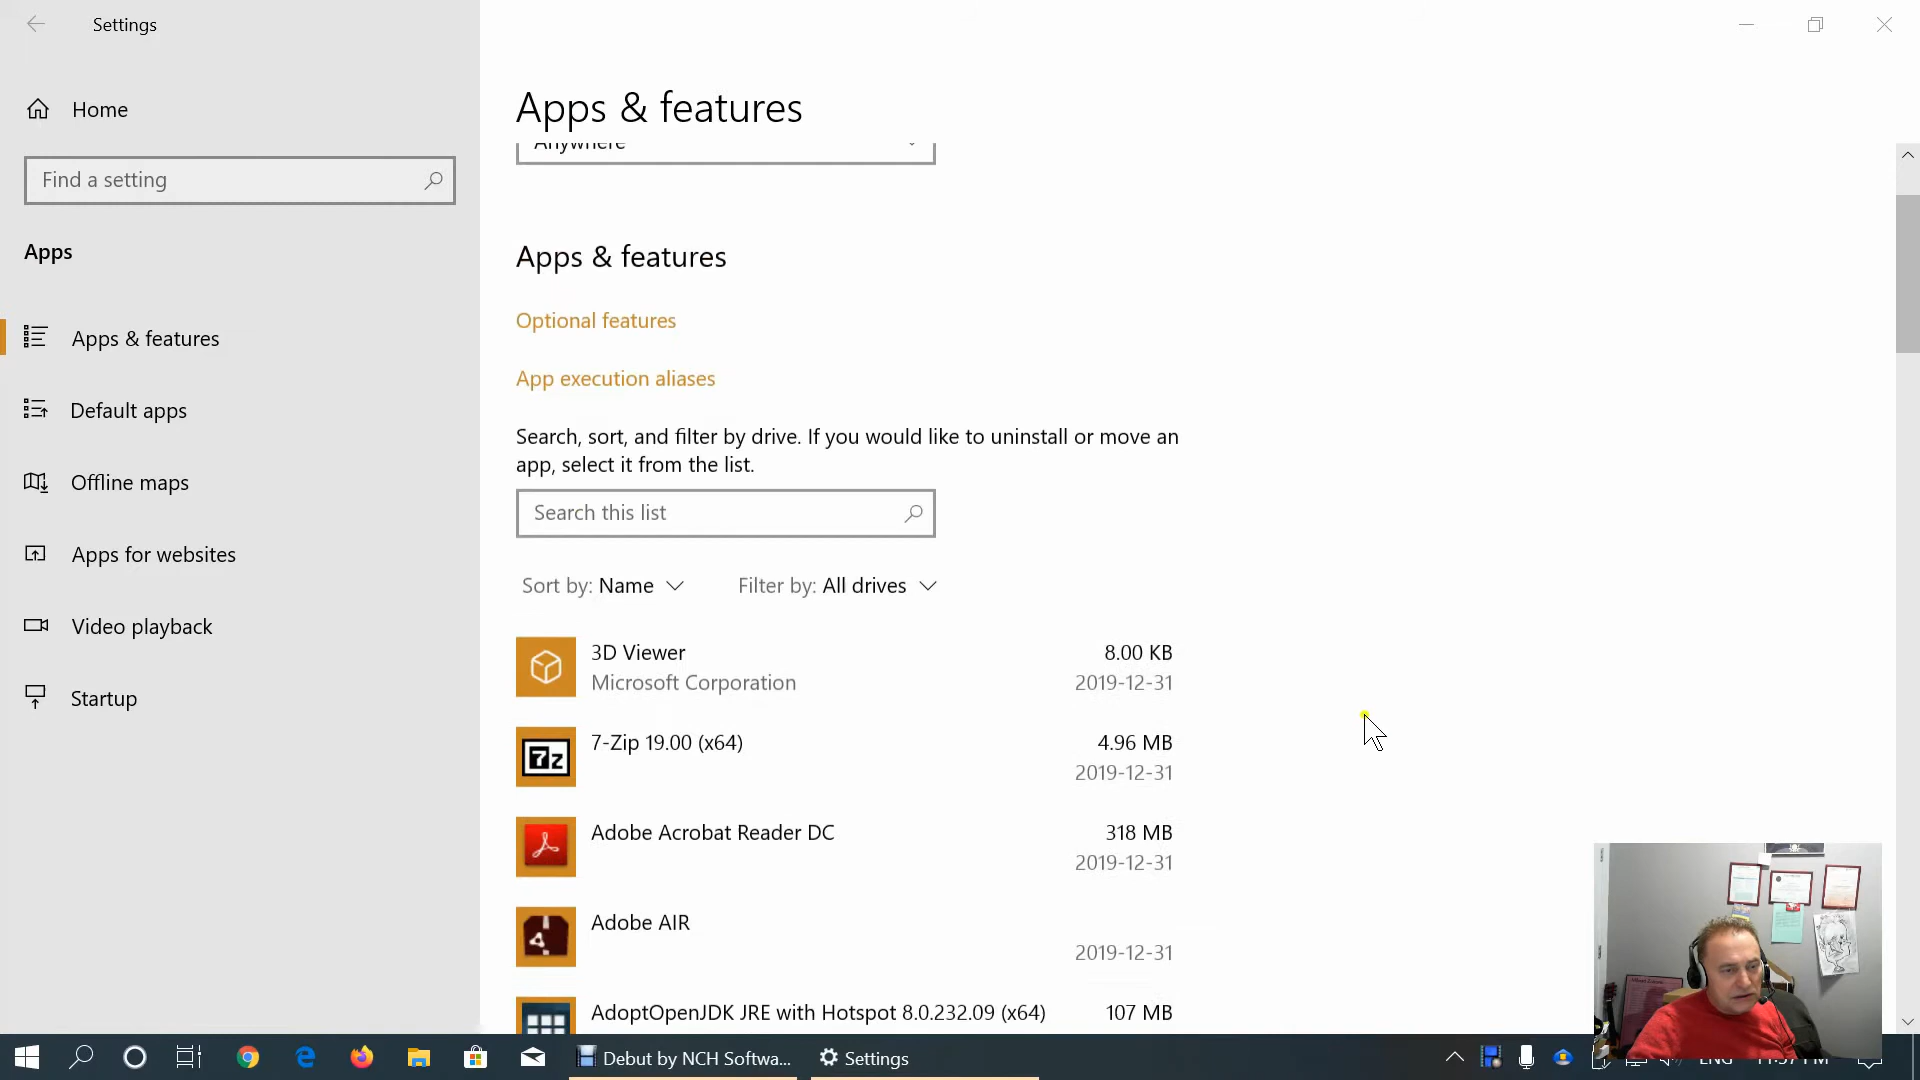 Settings
Home
Find a setting
Apps
Apps & features
Default apps
Offline maps
Apps for websites
Video playback
Startup
Apps & features
Anywhere
Apps & features
Optional features
App execution aliases
Search, sort, and filter by drive. If you would like to uninstall or move an
app, select it from the list.
Search this list
Sort by: Name
Filter by: All drives
3D Viewer
8.00 KB
Microsoft Corporation
2019-12-31
7z
7-Zip 19.00 (x64)
4.96 MB
2019-12-31
Adobe Acrobat Reader DC
318 MB
2019-12-31
Adobe AIR
2019-12-31
AdoptOpenJDK JRE with Hotspot 8.0.232.09 (x64)
107 MB
Debut by NCH Softwa...
Settings
ENG